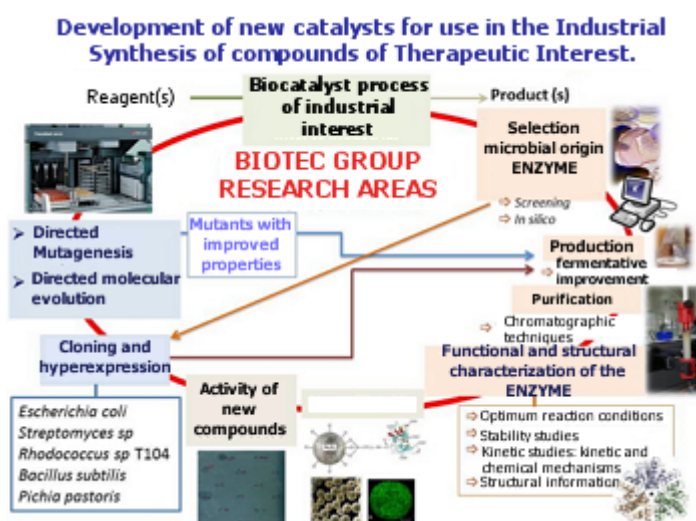 Development of new catalysts for use in the Industrial
Synthesis of compounds of Therapeutic Interest.
Reagent(s)
Biocatalyst process
of industrial
interest
Product (s)
BIOTEC GROUP
RESEARCH AREAS
Selection
microbial origin
ENZYME
Screening
In silico
Directed
Mutagenesis
Directed molecular
evolution
Mutants with
improved
properties
Production
fermentative
improvement
Purification
Chromatographic
techniques
Cloning and
hyperexpression
Functional and structural
characterization of the
ENZYME
Activity of
new
compounds
Escherichia coli
Streptomyces sp
Rhodococcus sp T104
Bacillus subtilis
Pichia pastoris
Optimum reaction conditions
Stability studies
Kinetic studies: kinetic and
chemical mechanisms
Structural information